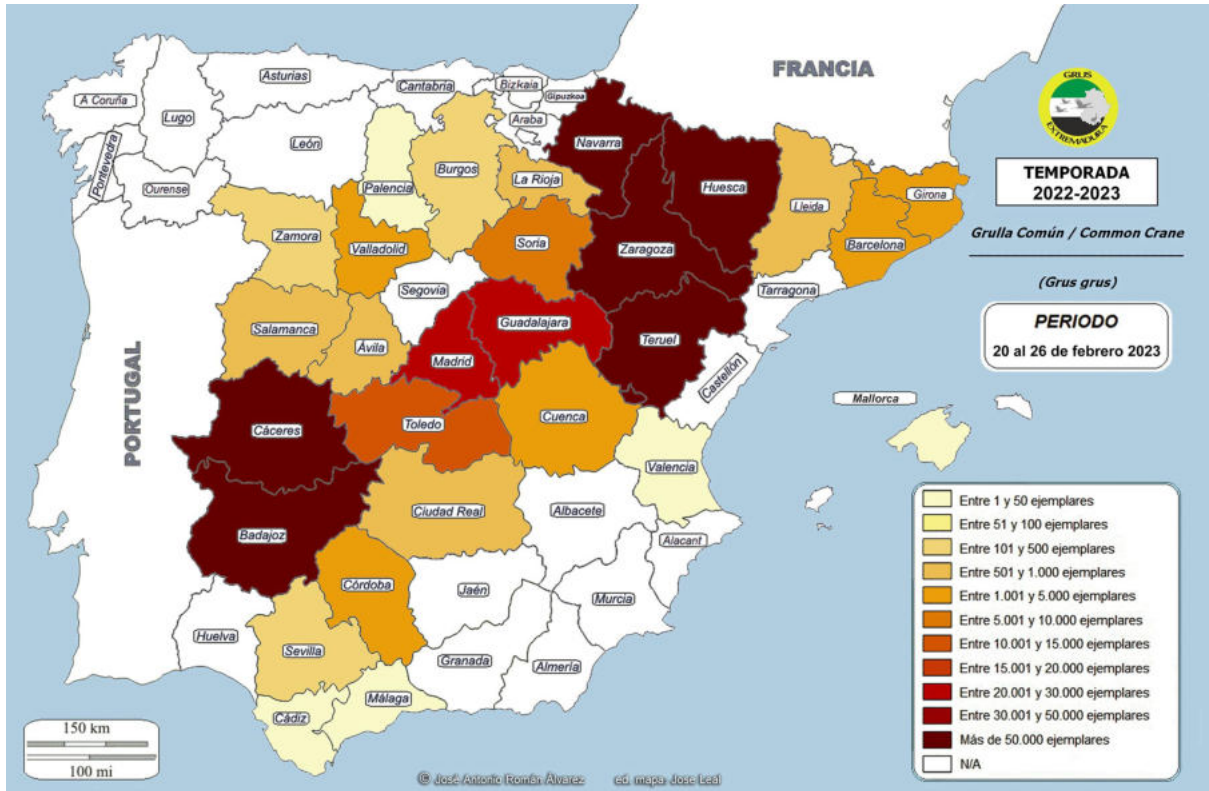 FRANCIA
GRUS
EXTREMADURA
TEMPORADA
2022-2023
Grulla Común / Common Crane
(Grus grus)
PERIODO
20 al 26 de febrero 2023
A Coruña
Lugo
Asturias
Cantabria
Bizkaia
Gipuzkoa
Araba
Pontevedra
Ourense
León
Palencia
Burgos
Navarra
La Rioja
Huesca
Lleida
Girona
Barcelona
Zamora
Valladolid
Soria
Zaragoza
Tarragona
Segovia
Salamanca
Ávila
Madrid
Guadalajara
Teruel
Castellón
Mallorca
PORTUGAL
Cáceres
Toledo
Cuenca
Valencia
Badajoz
Ciudad Real
Albacete
Alacant
Córdoba
Jaén
Murcia
Huelva
Sevilla
Granada
Almería
Málaga
Cádiz
Entre 1 y 50 ejemplares
Entre 51 y 100 ejemplares
Entre 101 y 500 ejemplares
Entre 501 y 1.000 ejemplares
Entre 1.001 y 5.000 ejemplares
Entre 5.001 y 10.000 ejemplares
Entre 10.001 y 15.000 ejemplares
Entre 15.001 y 20.000 ejemplares
Entre 20.001 y 30.000 ejemplares
Entre 30.001 y 50.000 ejemplares
Más de 50.000 ejemplares
N/A
150 km
100 mi
© José Antonio Román Álvarez ed. mapa: Jose Leal